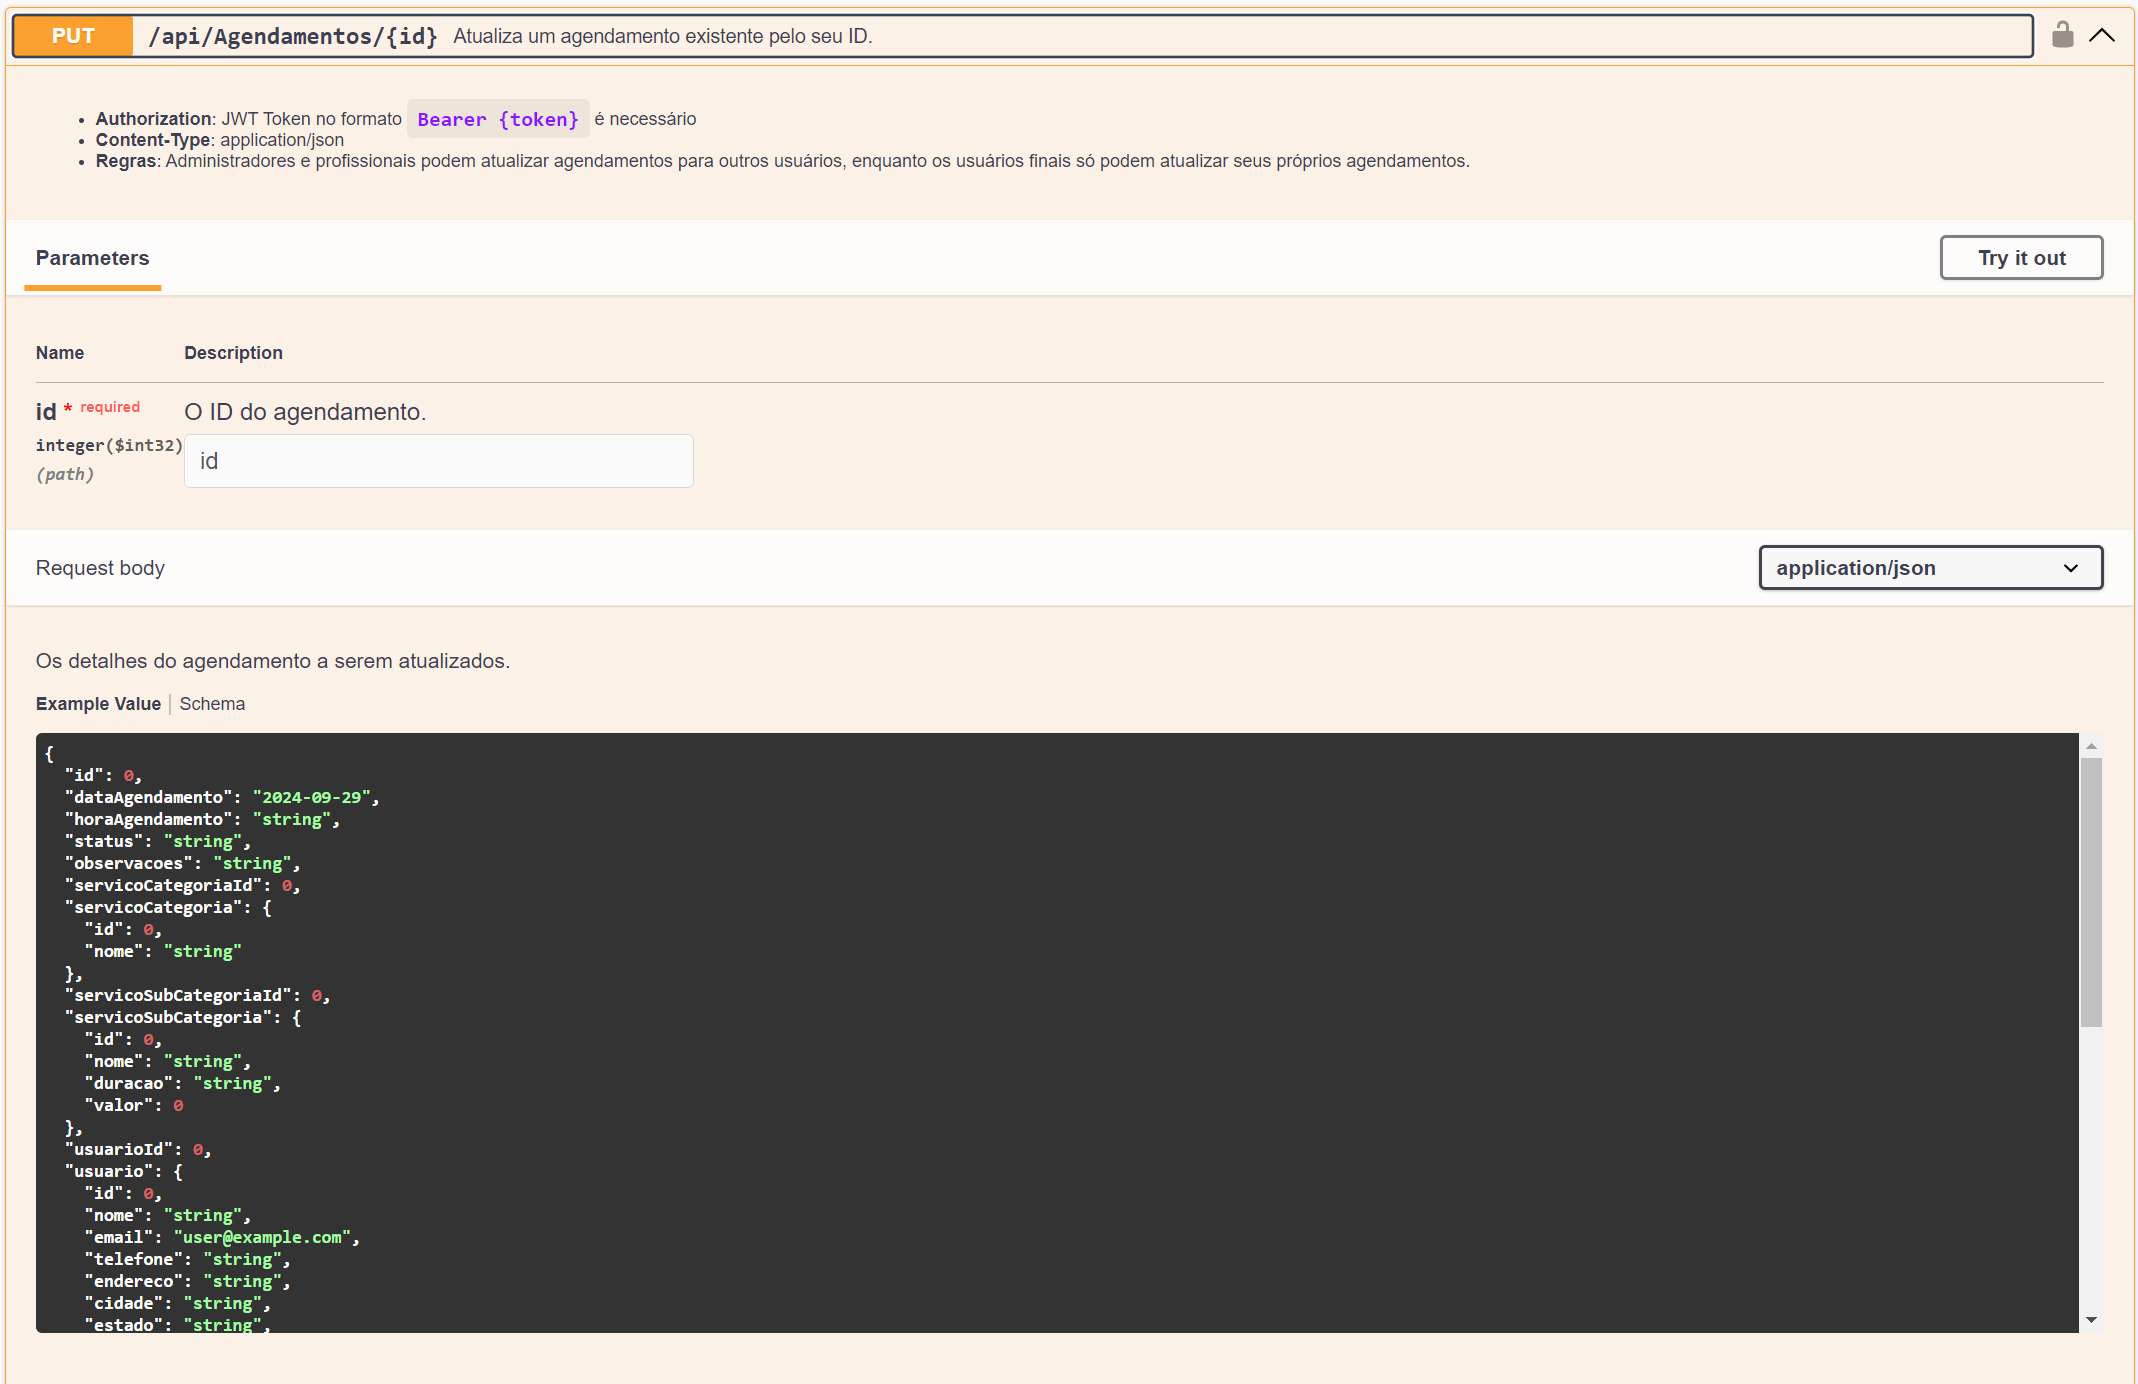 PUT /api/Agendamentos/{id} Atualiza um agendamento existente pelo seu ID.
Authorization: JWT Token no formato Bearer {token} é necessário
Content-Type: application/json
Regras: Administradores e profissionais podem atualizar agendamentos para outros usuários, enquanto os usuários finais só podem atualizar seus próprios agendamentos.
Parameters
Try it out
Name Description
id * required O ID do agendamento.
integer($int32) id
(path)
Request body application/json
Os detalhes do agendamento a serem atualizados.
Example Value | Schema
{
  "id": 0,
  "dataAgendamento": "2024-09-29",
  "horaAgendamento": "string",
  "status": "string",
  "observacoes": "string",
  "servicoCategoriaId": 0,
  "servicoCategoria": {
    "id": 0,
    "nome": "string"
  },
  "servicoSubCategoriaId": 0,
  "servicoSubCategoria": {
    "id": 0,
    "nome": "string",
    "duracao": "string",
    "valor": 0
  },
  "usuarioId": 0,
  "usuario": {
    "id": 0,
    "nome": "string",
    "email": "user@example.com",
    "telefone": "string",
    "endereco": "string",
    "cidade": "string",
    "estado": "string",